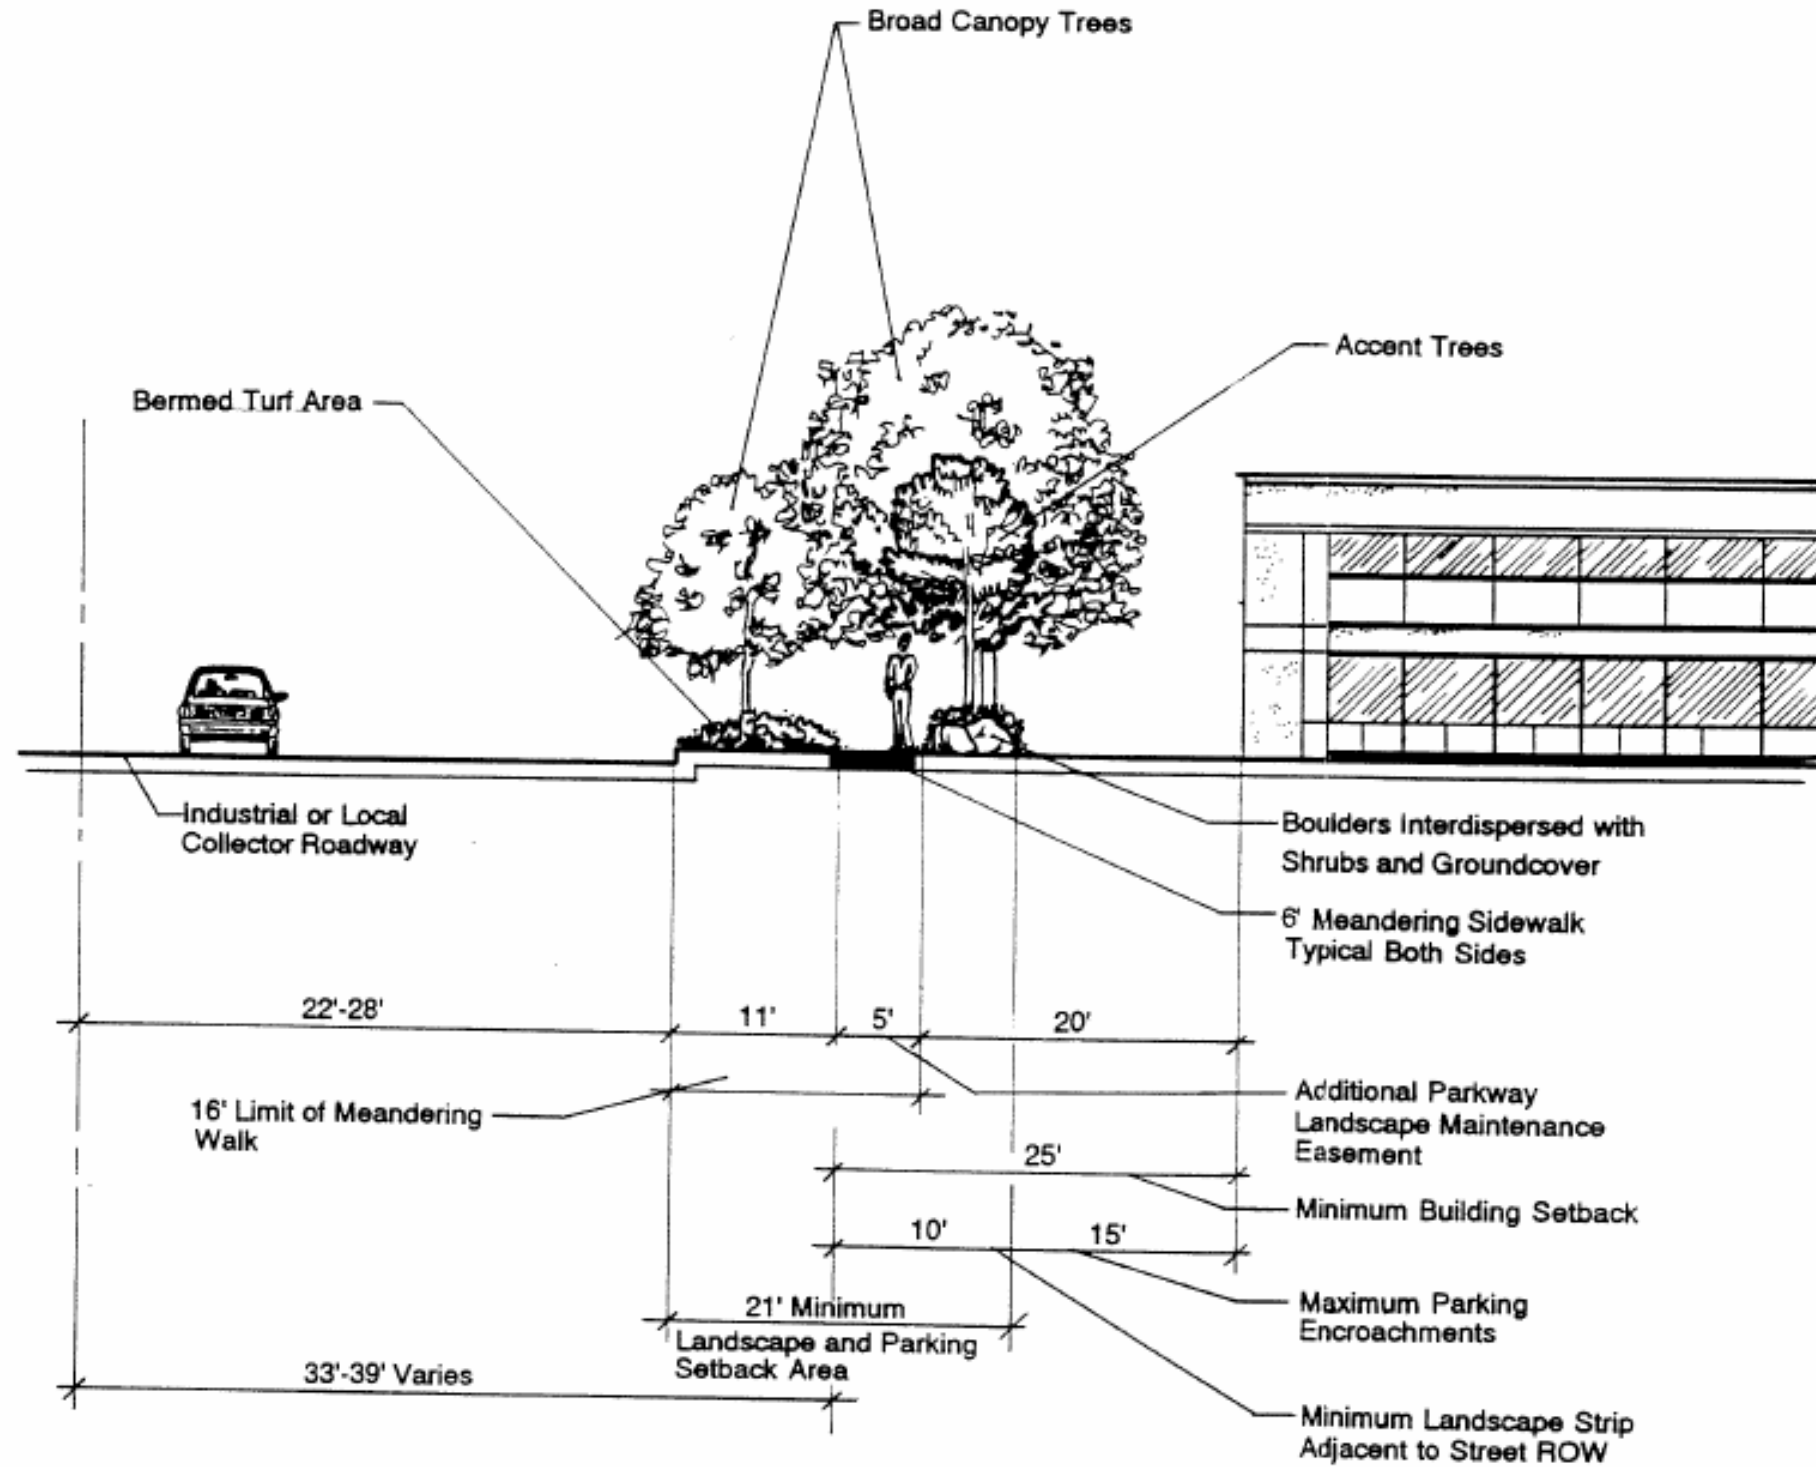 Broad Canopy Trees
Accent Trees
Bermed Turf Area
Industrial or Local
Collector Roadway
Boulders Interdispersed with
Shrubs and Groundcover
6' Meandering Sidewalk
Typical Both Sides
22'-28'
11'
5'
20'
16' Limit of Meandering
Walk
Additional Parkway
Landscape Maintenance
Easement
25'
Minimum Building Setback
10'
15'
21' Minimum
Landscape and Parking
Setback Area
Maximum Parking
Encroachments
33'-39' Varies
Minimum Landscape Strip
Adjacent to Street ROW